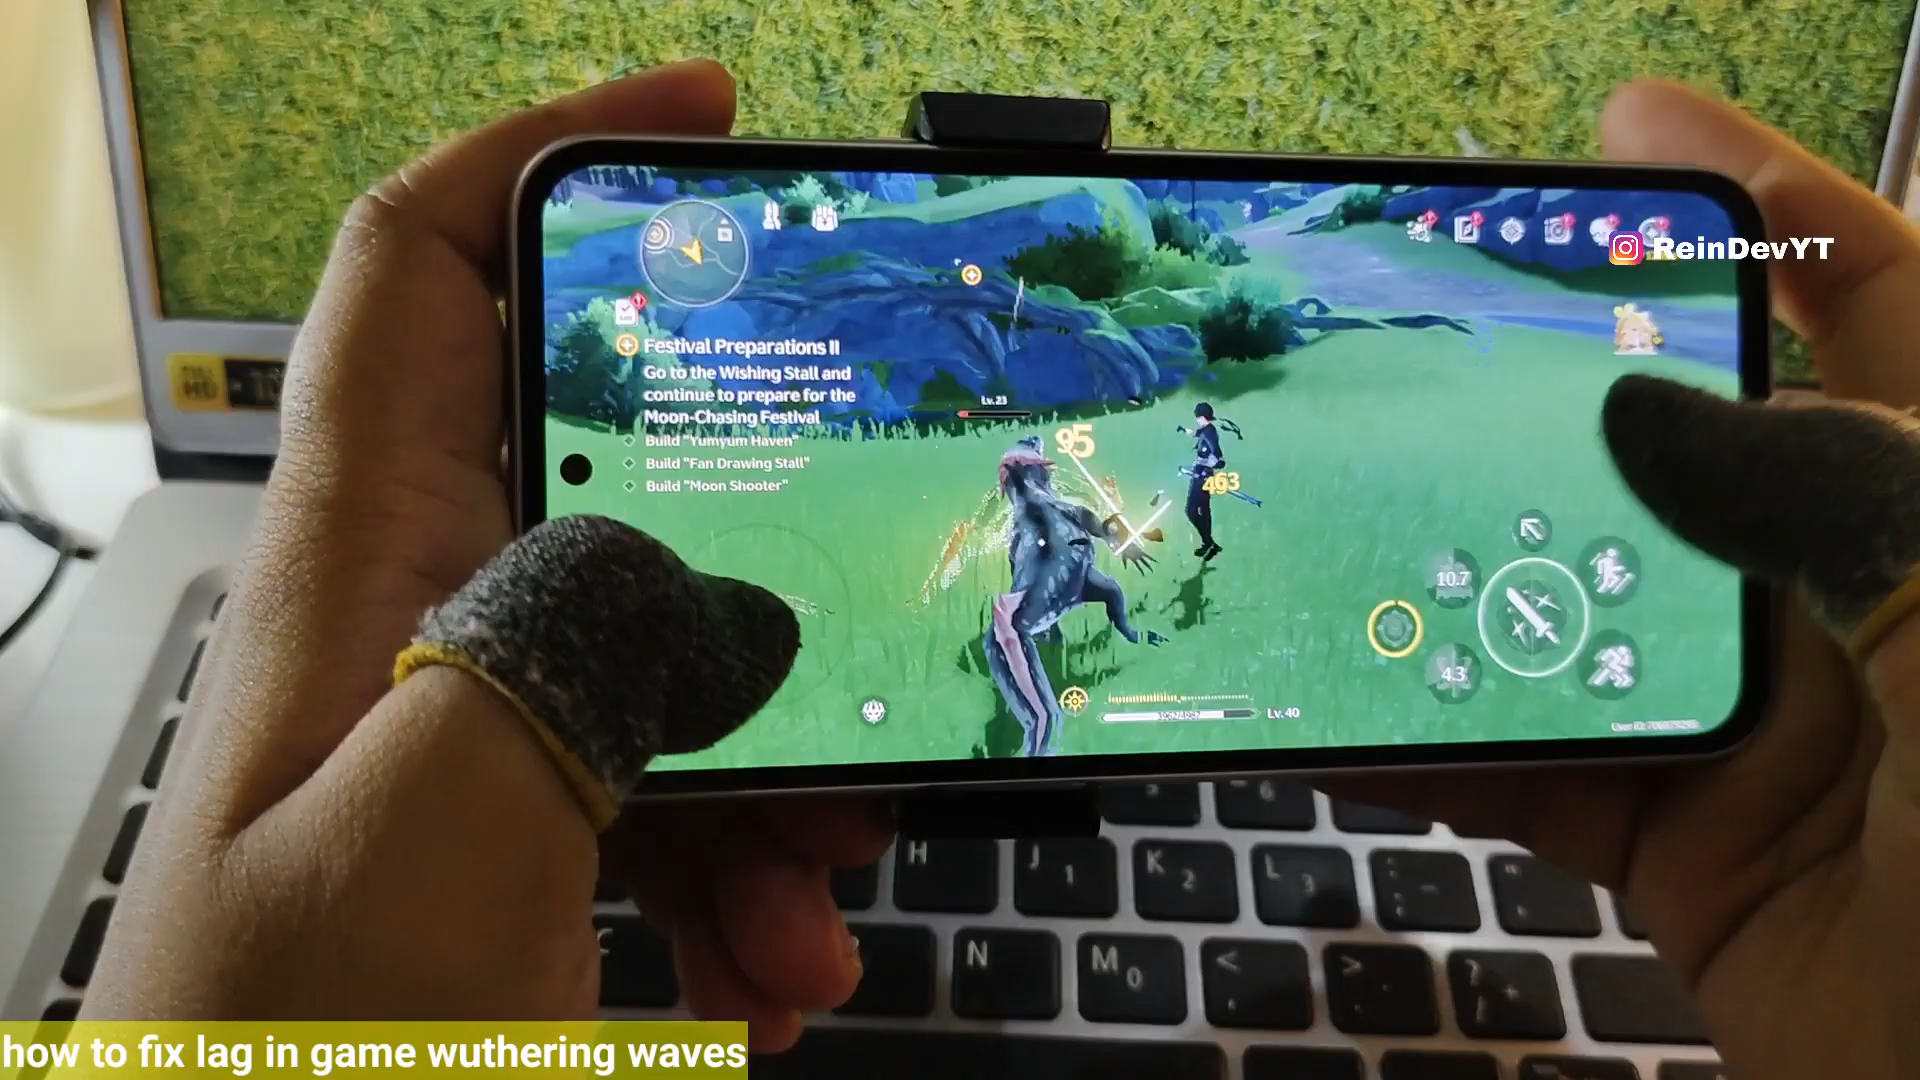 ReinDevYT
Festival Preparations II
Go to the Wishing Stall and
continue to prepare for the
Moon-Chasing Festival
Build "Yumyum Haven"
Build "Fan Drawing Stall"
Build "Moon Shooter"
Lv.23
95
63
10.7
4.3
Lv.40
H
J
1
K
2
L
3
N
M
0
how to fix lag in game wuthering waves